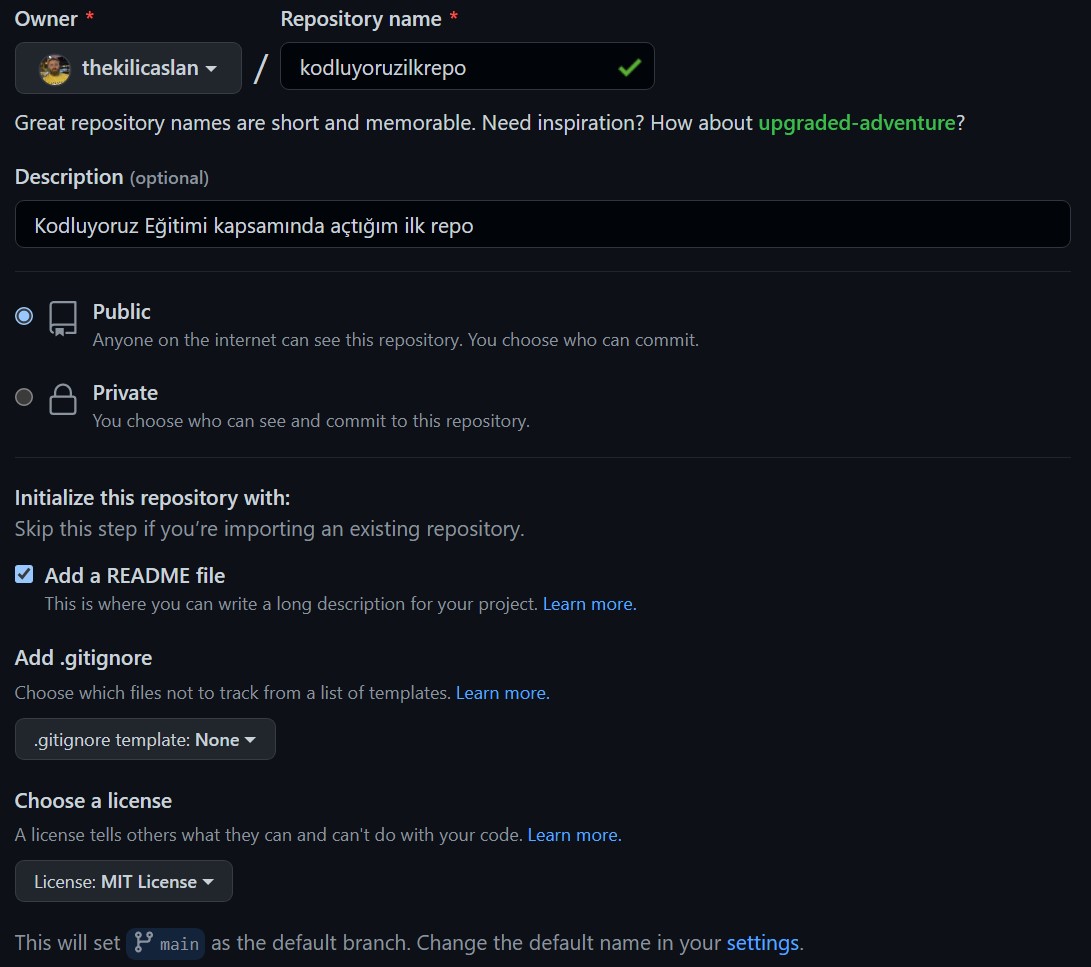 Owner *
Repository name *
thekilicaslan
/
kodluyoruzilkrepo
Great repository names are short and memorable. Need inspiration? How about upgraded-adventure?
Description (optional)
Kodluyoruz Eğitimi kapsamında açtığım ilk repo
Public
Anyone on the internet can see this repository. You choose who can commit.
Private
You choose who can see and commit to this repository.
Initialize this repository with:
Skip this step if you’re importing an existing repository.
Add a README file
This is where you can write a long description for your project. Learn more.
Add .gitignore
Choose which files not to track from a list of templates. Learn more.
.gitignore template: None
Choose a license
A license tells others what they can and can't do with your code. Learn more.
License: MIT License
This will set main as the default branch. Change the default name in your settings.